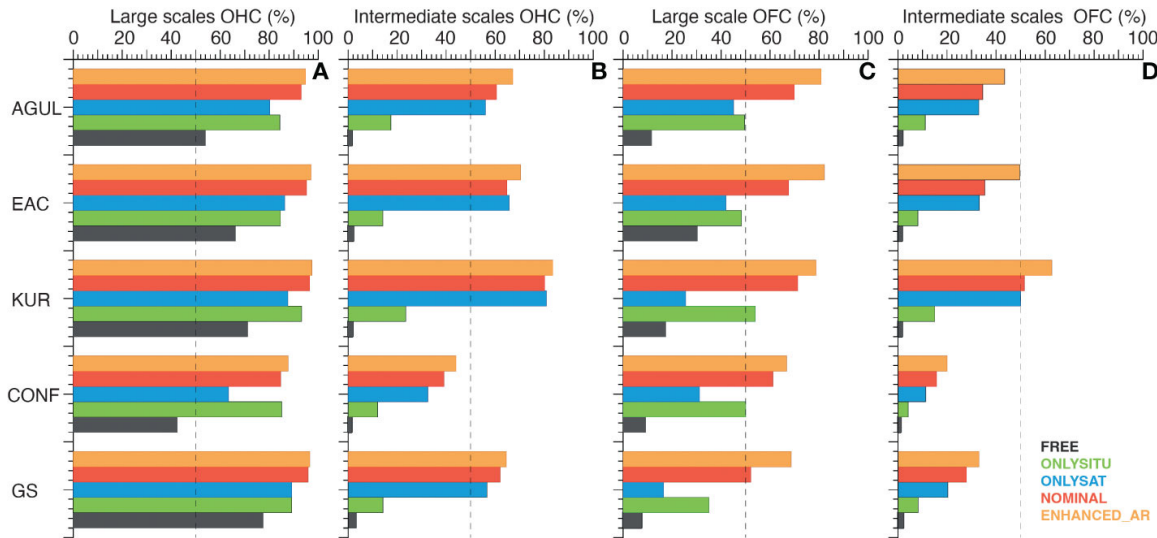 Large scales OHC (%)
Intermediate scales OHC (%)
Large scale OFC (%)
Intermediate scales OFC (%)
0 20 40 60 80 100
0 20 40 60 80 100
0 20 40 60 80 100
0 20 40 60 80 100
A
B
C
D
AGUL
EAC
KUR
CONF
GS
FREE
ONLYSITU
ONLYSAT
NOMINAL
ENHANCED_AR